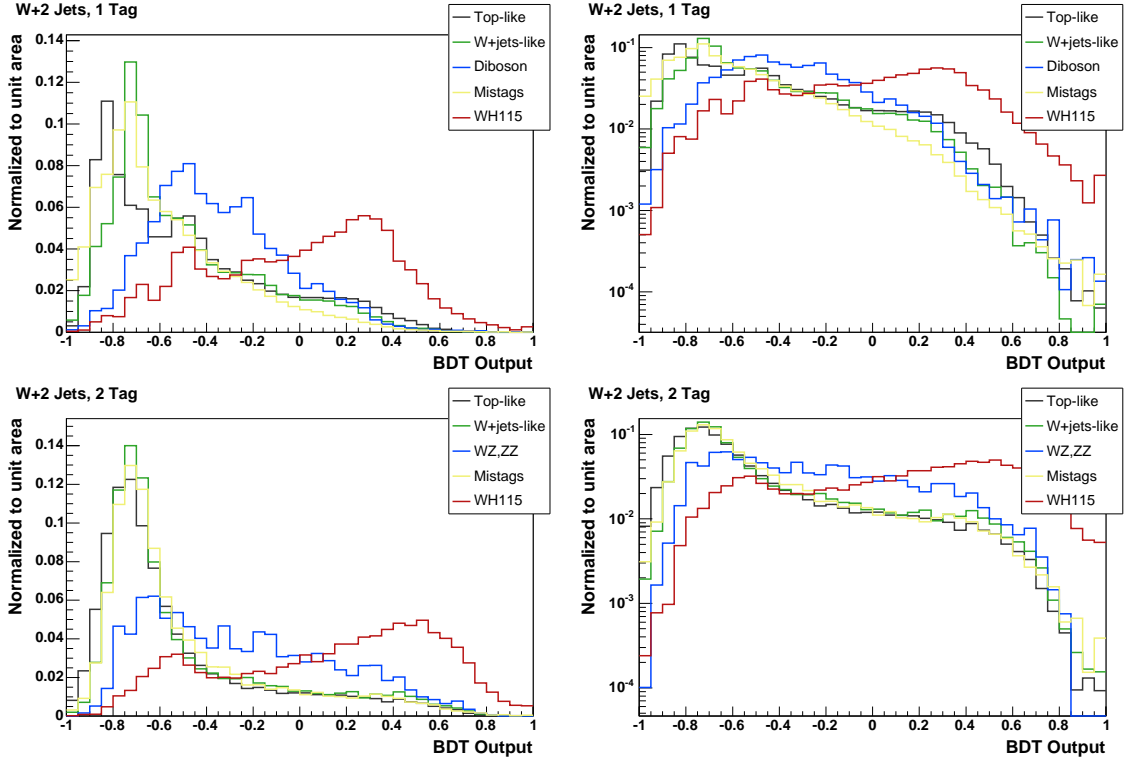 W+2 Jets, 1 Tag
Normalized to unit area
0.14
0.12
0.1
0.08
0.06
0.04
0.02
0
-1 -0.8 -0.6 -0.4 -0.2 0 0.2 0.4 0.6 0.8 1
BDT Output
Top-like
W+jets-like
Diboson
Mistags
WH115
W+2 Jets, 1 Tag
Normalized to unit area
10-1
10-2
10-3
10-4
-1 -0.8 -0.6 -0.4 -0.2 0 0.2 0.4 0.6 0.8 1
BDT Output
Top-like
W+jets-like
Diboson
Mistags
WH115
W+2 Jets, 2 Tag
Normalized to unit area
0.14
0.12
0.1
0.08
0.06
0.04
0.02
0
-1 -0.8 -0.6 -0.4 -0.2 0 0.2 0.4 0.6 0.8 1
BDT Output
Top-like
W+jets-like
WZ,ZZ
Mistags
WH115
W+2 Jets, 2 Tag
Normalized to unit area
10-1
10-2
10-3
10-4
-1 -0.8 -0.6 -0.4 -0.2 0 0.2 0.4 0.6 0.8 1
BDT Output
Top-like
W+jets-like
WZ,ZZ
Mistags
WH115